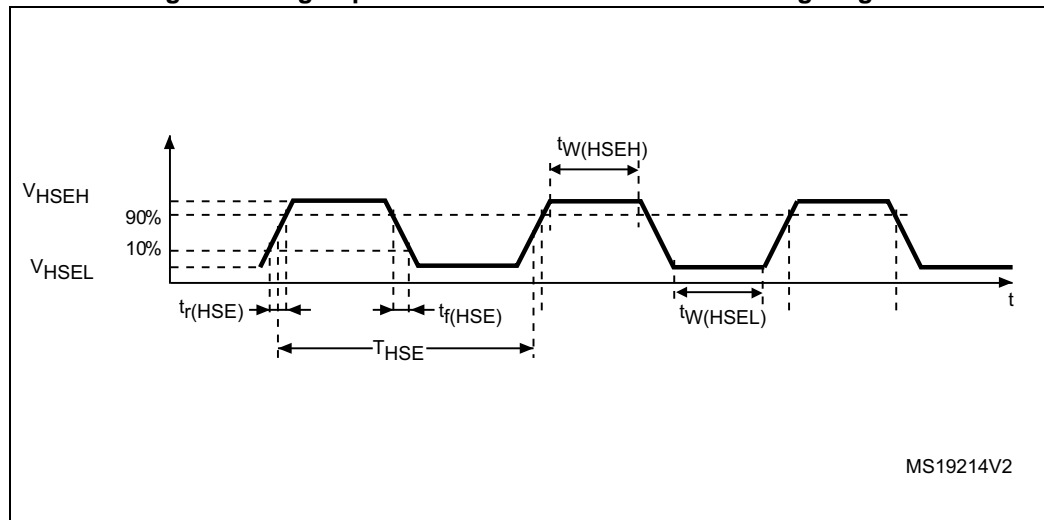 tW(HSEH)
VHSEH
90%
10%
VHSEL
tr(HSE)
tf(HSE)
tW(HSEL)
t
THSE
MS19214V2